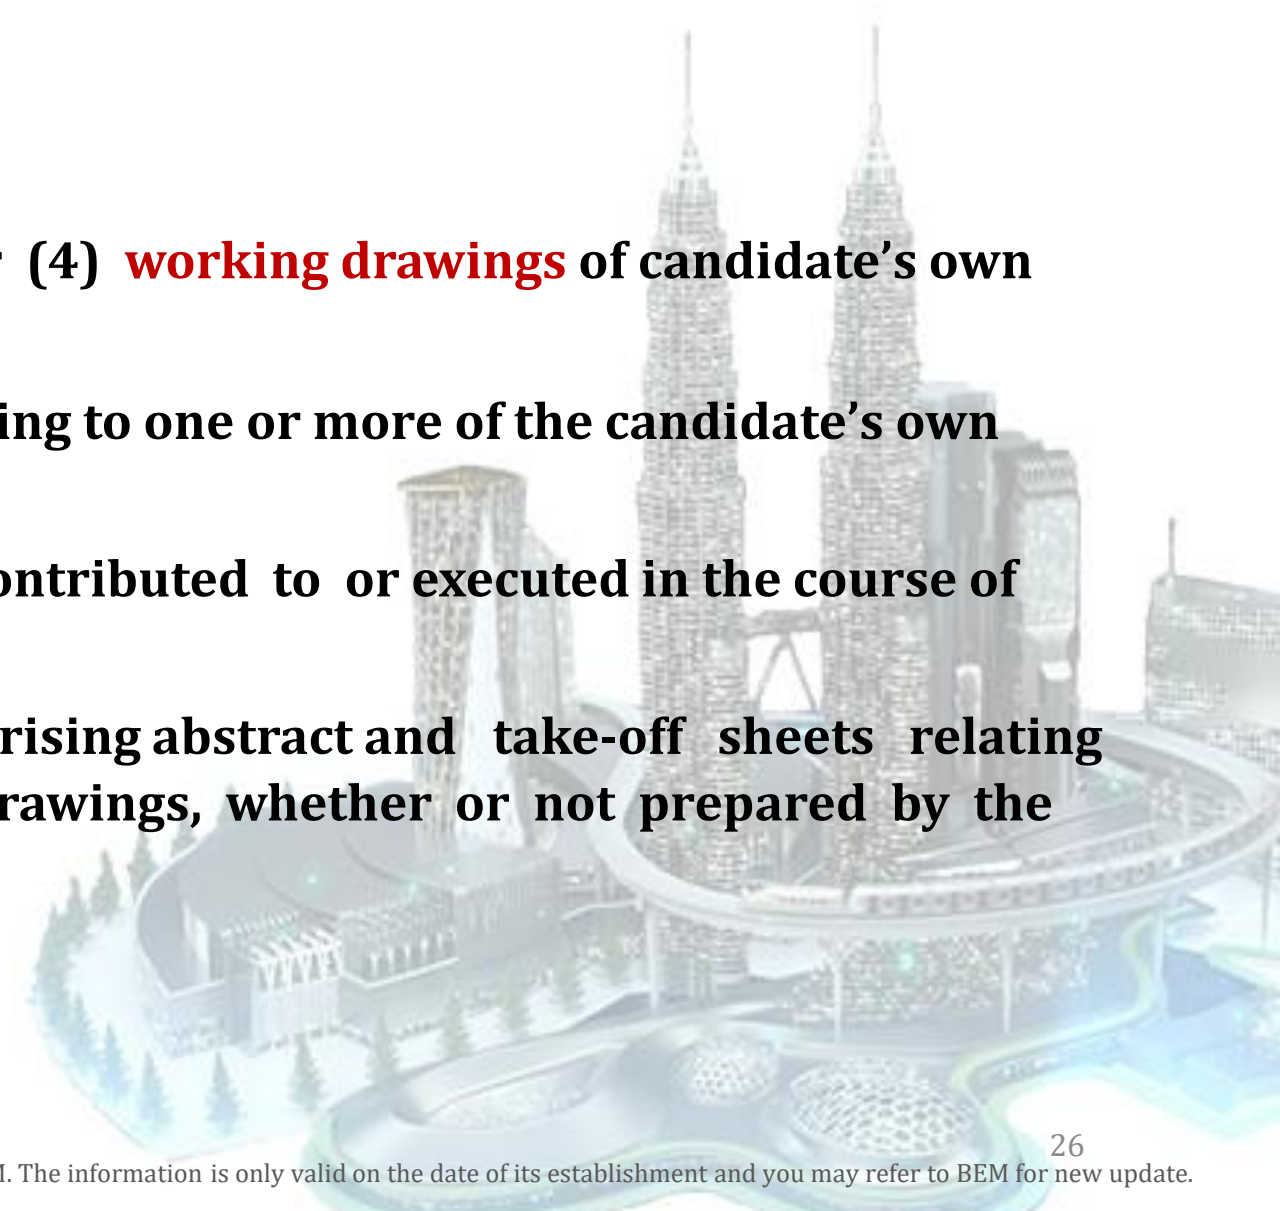 (4) working drawings of candidate’s own
ing to one or more of the candidate’s own
ontributed to or executed in the course of
rising abstract and take-off sheets relating
rawings, whether or not prepared by the
26
. The information is only valid on the date of its establishment and you may refer to BEM for new update.